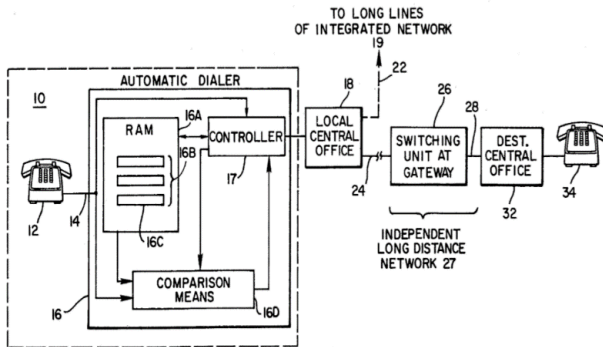 TO LONG LINES
OF INTEGRATED NETWORK
19
22
AUTOMATIC DIALER
10
RAM
16A
CONTROLLER
17
16B
16C
12
14
16
COMPARISON
MEANS
16D
18
LOCAL
CENTRAL
OFFICE
24
26
SWITCHING
UNIT AT
GATEWAY
28
DEST.
CENTRAL
OFFICE
32
34
INDEPENDENT
LONG DISTANCE
NETWORK 27